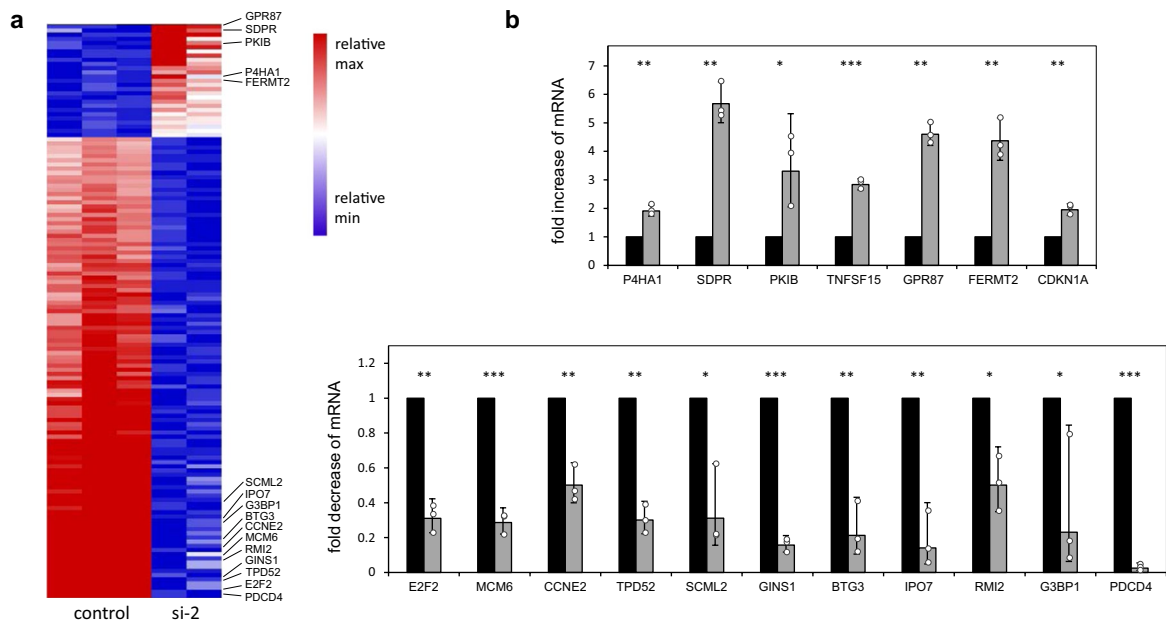 a
GPR87
SDPR
PKIB
P4HA1
FERMT2
SCML2
IPO7
G3BP1
BTG3
CCNE2
MCM6
RMI2
GINS1
TPD52
E2F2
PDCD4
control si-2
relative
max
relative
min
b
fold increase of mRNA
7
6
5
4
3
2
1
0
** ** * *** ** ** **
P4HA1 SDPR PKIB TNFSF15 GPR87 FERMT2 CDKN1A
fold decrease of mRNA
1.2
1
0.8
0.6
0.4
0.2
0
** *** ** ** * *** ** ** * * ***
E2F2 MCM6 CCNE2 TPD52 SCML2 GINS1 BTG3 IPO7 RMI2 G3BP1 PDCD4